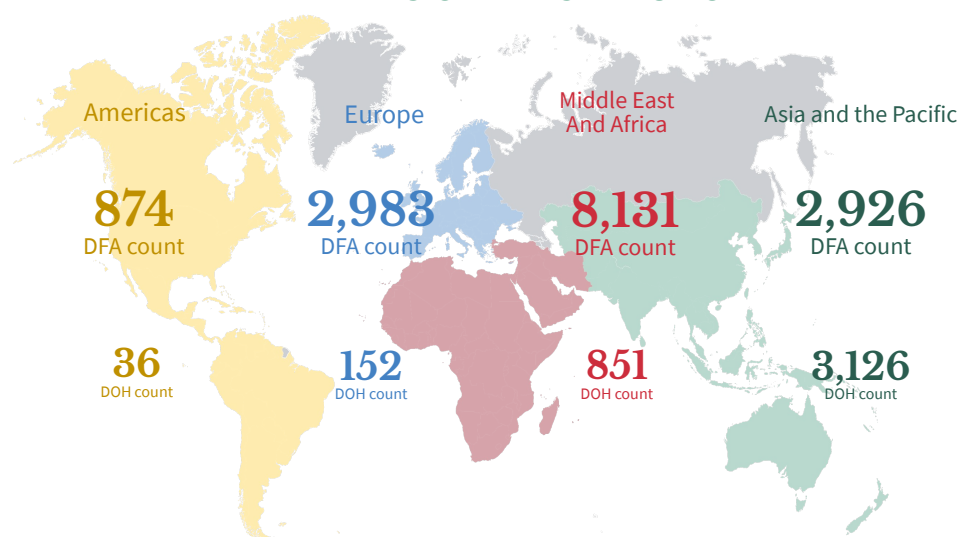 Americas
874
DFA count
36
DOH count
Europe
2,983
DFA count
152
DOH count
Middle East
And Africa
8,131
DFA count
851
DOH count
Asia and the Pacific
2,926
DFA count
3,126
DOH count